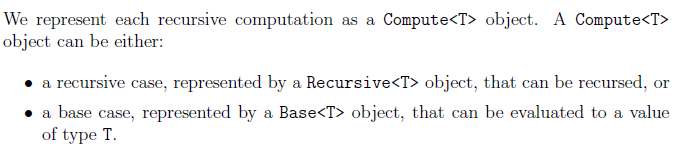 We represent each recursive computation as a Compute<T> object. A Compute<T>
object can be either:
• a recursive case, represented by a Recursive<T> object, that can be recursed, or
• a base case, represented by a Base<T> object, that can be evaluated to a value
of type T.